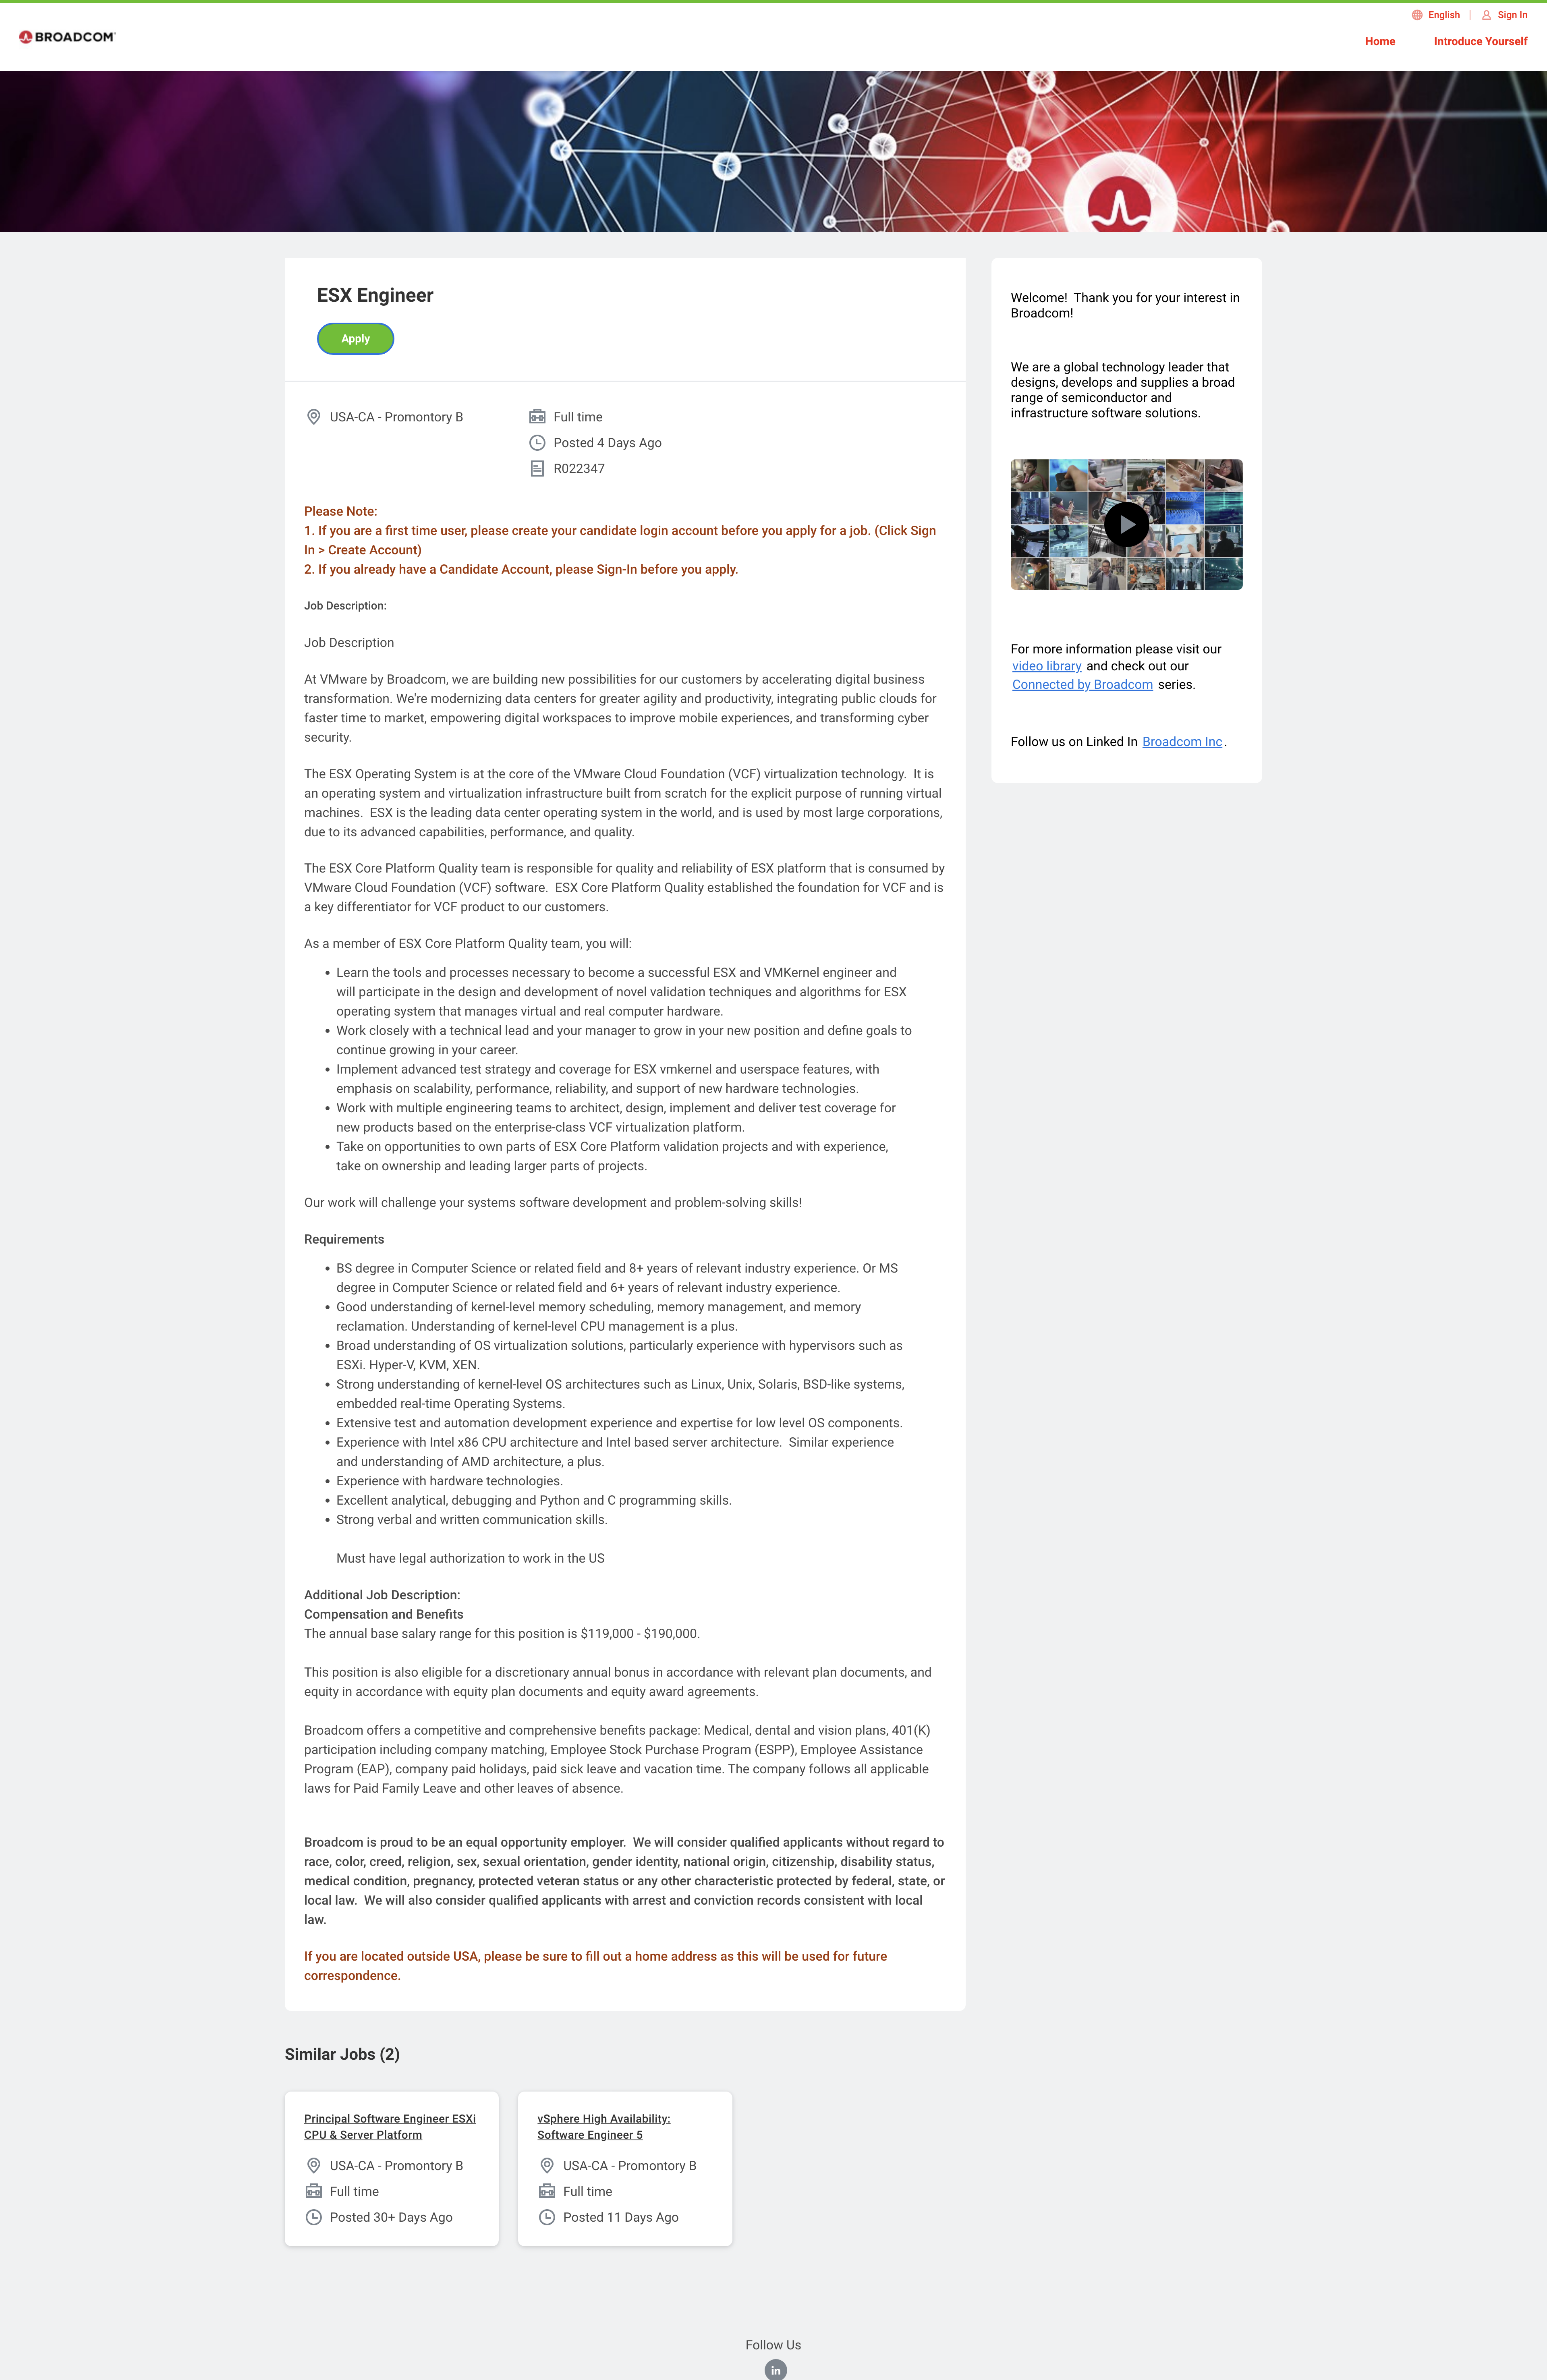 English | Sign In
BROADCOM
Home Introduce Yourself
ESX Engineer
Apply
USA-CA - Promontory B
Full time
Posted 4 Days Ago
R022347
Please Note:
1. If you are a first time user, please create your candidate login account before you apply for a job. (Click Sign
In > Create Account)
2. If you already have a Candidate Account, please Sign-In before you apply.
Job Description:
Job Description
At VMware by Broadcom, we are building new possibilities for our customers by accelerating digital business
transformation. We're modernizing data centers for greater agility and productivity, integrating public clouds for
faster time to market, empowering digital workspaces to improve mobile experiences, and transforming cyber
security.
The ESX Operating System is at the core of the VMware Cloud Foundation (VCF) virtualization technology.  It is
an operating system and virtualization infrastructure built from scratch for the explicit purpose of running virtual
machines.  ESX is the leading data center operating system in the world, and is used by most large corporations,
due to its advanced capabilities, performance, and quality.
The ESX Core Platform Quality team is responsible for quality and reliability of ESX platform that is consumed by
VMware Cloud Foundation (VCF) software.  ESX Core Platform Quality established the foundation for VCF and is
a key differentiator for VCF product to our customers.
As a member of ESX Core Platform Quality team, you will:
• Learn the tools and processes necessary to become a successful ESX and VMKernel engineer and
will participate in the design and development of novel validation techniques and algorithms for ESX
operating system that manages virtual and real computer hardware.
• Work closely with a technical lead and your manager to grow in your new position and define goals to
continue growing in your career.
• Implement advanced test strategy and coverage for ESX vmkernel and userspace features, with
emphasis on scalability, performance, reliability, and support of new hardware technologies.
• Work with multiple engineering teams to architect, design, implement and deliver test coverage for
new products based on the enterprise-class VCF virtualization platform.
• Take on opportunities to own parts of ESX Core Platform validation projects and with experience,
take on ownership and leading larger parts of projects.
Our work will challenge your systems software development and problem-solving skills!
Requirements
• BS degree in Computer Science or related field and 8+ years of relevant industry experience. Or MS
degree in Computer Science or related field and 6+ years of relevant industry experience.
• Good understanding of kernel-level memory scheduling, memory management, and memory
reclamation. Understanding of kernel-level CPU management is a plus.
• Broad understanding of OS virtualization solutions, particularly experience with hypervisors such as
ESXi. Hyper-V, KVM, XEN.
• Strong understanding of kernel-level OS architectures such as Linux, Unix, Solaris, BSD-like systems,
embedded real-time Operating Systems.
• Extensive test and automation development experience and expertise for low level OS components.
• Experience with Intel x86 CPU architecture and Intel based server architecture.  Similar experience
and understanding of AMD architecture, a plus.
• Experience with hardware technologies.
• Excellent analytical, debugging and Python and C programming skills.
• Strong verbal and written communication skills.
Must have legal authorization to work in the US
Additional Job Description:
Compensation and Benefits
The annual base salary range for this position is $119,000 - $190,000.
This position is also eligible for a discretionary annual bonus in accordance with relevant plan documents, and
equity in accordance with equity plan documents and equity award agreements.
Broadcom offers a competitive and comprehensive benefits package: Medical, dental and vision plans, 401(K)
participation including company matching, Employee Stock Purchase Program (ESPP), Employee Assistance
Program (EAP), company paid holidays, paid sick leave and vacation time. The company follows all applicable
laws for Paid Family Leave and other leaves of absence.
Broadcom is proud to be an equal opportunity employer.  We will consider qualified applicants without regard to
race, color, creed, religion, sex, sexual orientation, gender identity, national origin, citizenship, disability status,
medical condition, pregnancy, protected veteran status or any other characteristic protected by federal, state, or
local law.  We will also consider qualified applicants with arrest and conviction records consistent with local
law.
If you are located outside USA, please be sure to fill out a home address as this will be used for future
correspondence.
Welcome!  Thank you for your interest in
Broadcom!
We are a global technology leader that
designs, develops and supplies a broad
range of semiconductor and
infrastructure software solutions.
For more information please visit our
video library and check out our
Connected by Broadcom series.
Follow us on Linked In Broadcom Inc.
Similar Jobs (2)
Principal Software Engineer ESXi
CPU & Server Platform
USA-CA - Promontory B
Full time
Posted 30+ Days Ago
vSphere High Availability:
Software Engineer 5
USA-CA - Promontory B
Full time
Posted 11 Days Ago
Follow Us
in